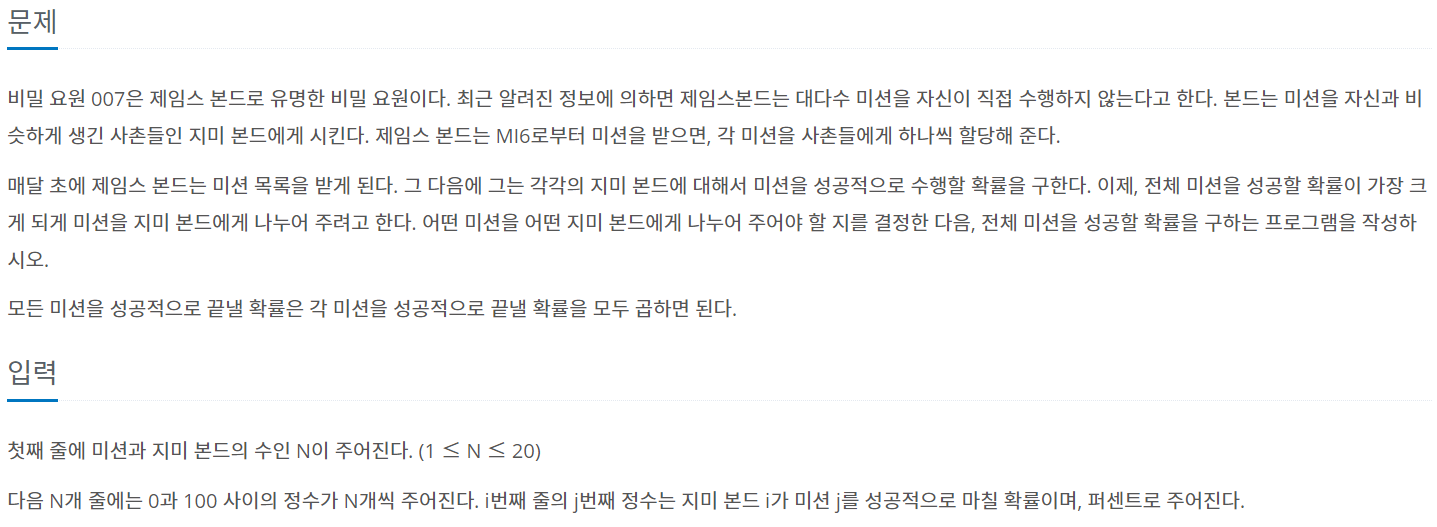 문제
비밀 요원 007은 제임스 본드로 유명한 비밀 요원이다. 최근 알려진 정보에 의하면 제임스본드는 대다수 미션을 자신이 직접 수행하지 않는다고 한다. 본드는 미션을 자신과 비
슷하게 생긴 사촌들인 지미 본드에게 시킨다. 제임스 본드는 MI6로부터 미션을 받으면, 각 미션을 사촌들에게 하나씩 할당해 준다.
매달 초에 제임스 본드는 미션 목록을 받게 된다. 그 다음에 그는 각각의 지미 본드에 대해서 미션을 성공적으로 수행할 확률을 구한다. 이제, 전체 미션을 성공할 확률이 가장 크
게 되게 미션을 지미 본드에게 나누어 주려고 한다. 어떤 미션을 어떤 지미 본드에게 나누어 주어야 할 지를 결정한 다음, 전체 미션을 성공할 확률을 구하는 프로그램을 작성하
시오.
모든 미션을 성공적으로 끝낼 확률은 각 미션을 성공적으로 끝낼 확률을 모두 곱하면 된다.
입력
첫째 줄에 미션과 지미 본드의 수인 N이 주어진다. (1 ≤ N ≤ 20)
다음 N개 줄에는 0과 100 사이의 정수가 N개씩 주어진다. i번째 줄의 j번째 정수는 지미 본드 i가 미션 j를 성공적으로 마칠 확률이며, 퍼센트로 주어진다.